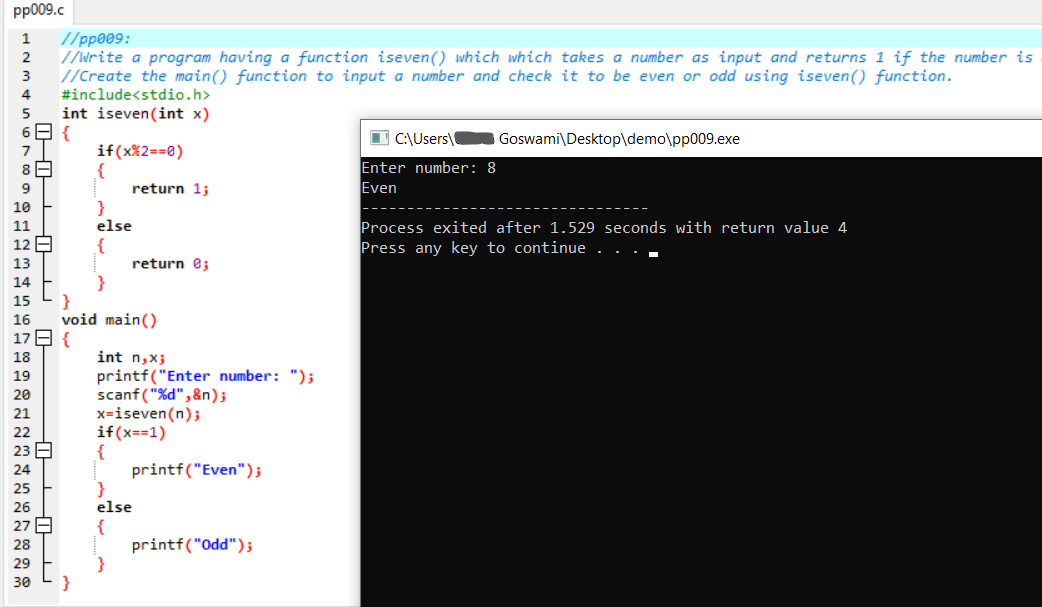 pp009.c
1 //pp009:
2 //Write a program having a function iseven() which which takes a number as input and returns 1 if the number is
3 //Create the main() function to input a number and check it to be even or odd using iseven() function.
4 #include<stdio.h>
5 int iseven(int x)
6 {
7 if(x%2==0)
8 {
9 return 1;
10 }
11 else
12 {
13 return 0;
14 }
15 }
16 void main()
17 {
18 int n,x;
19 printf("Enter number: ");
20 scanf("%d",&n);
21 x=iseven(n);
22 if(x==1)
23 {
24 printf("Even");
25 }
26 else
27 {
28 printf("Odd");
29 }
30 }
C:\Users\ Goswami\Desktop\demo\pp009.exe
Enter number: 8
Even
--------------------------------
Process exited after 1.529 seconds with return value 4
Press any key to continue . . .